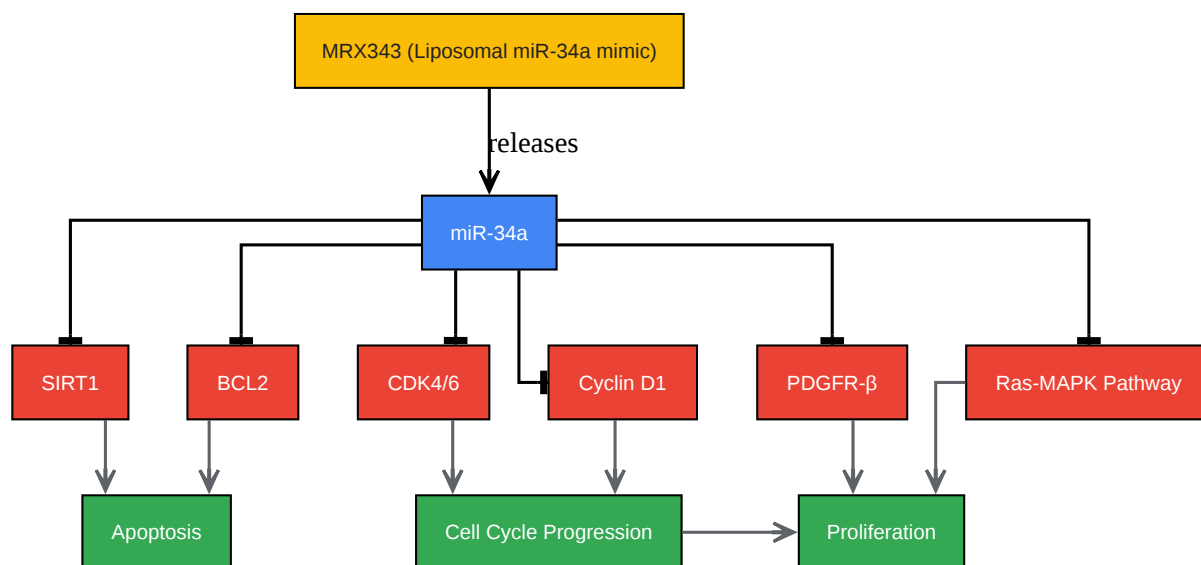 MRX343 (Liposomal miR-34a mimic)
releases
miR-34a
SIRT1
BCL2
CDK4/6
Cyclin D1
PDGFR-β
Ras-MAPK Pathway
Apoptosis
Cell Cycle Progression
Proliferation